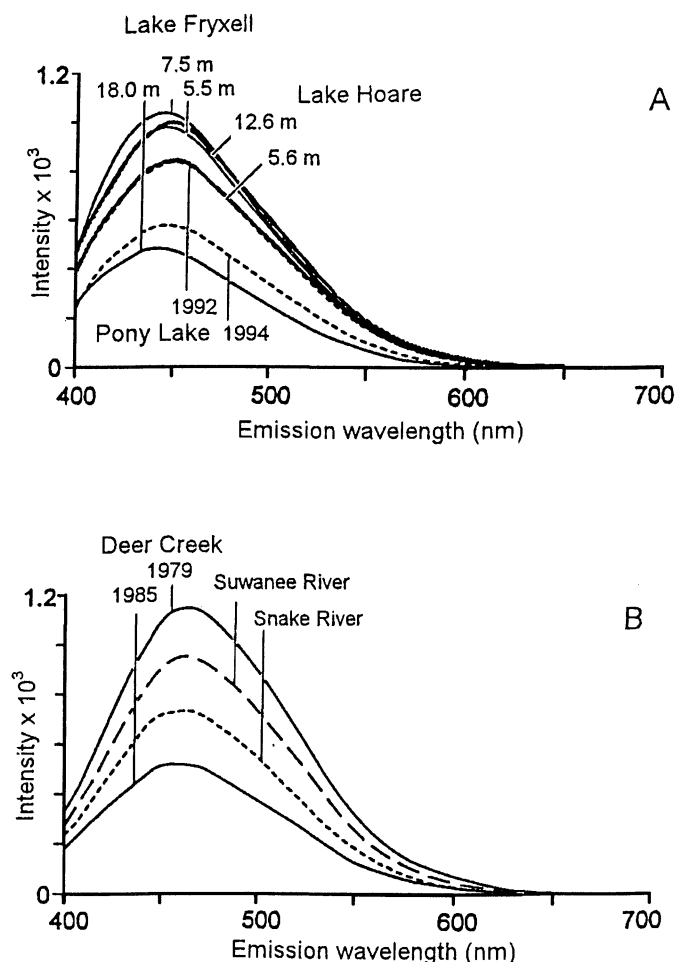 Lake Fryxell
7.5 m
18.0 m 5.5 m
Lake Hoare
A
12.6 m
5.6 m
1.2
Intensity x 10³
1992
Pony Lake 1994
0
400 500 600 700
Emission wavelength (nm)
Deer Creek
1979
1985
Suwanee River
Snake River
B
1.2
Intensity x 10³
0
400 500 600 700
Emission wavelength (nm)